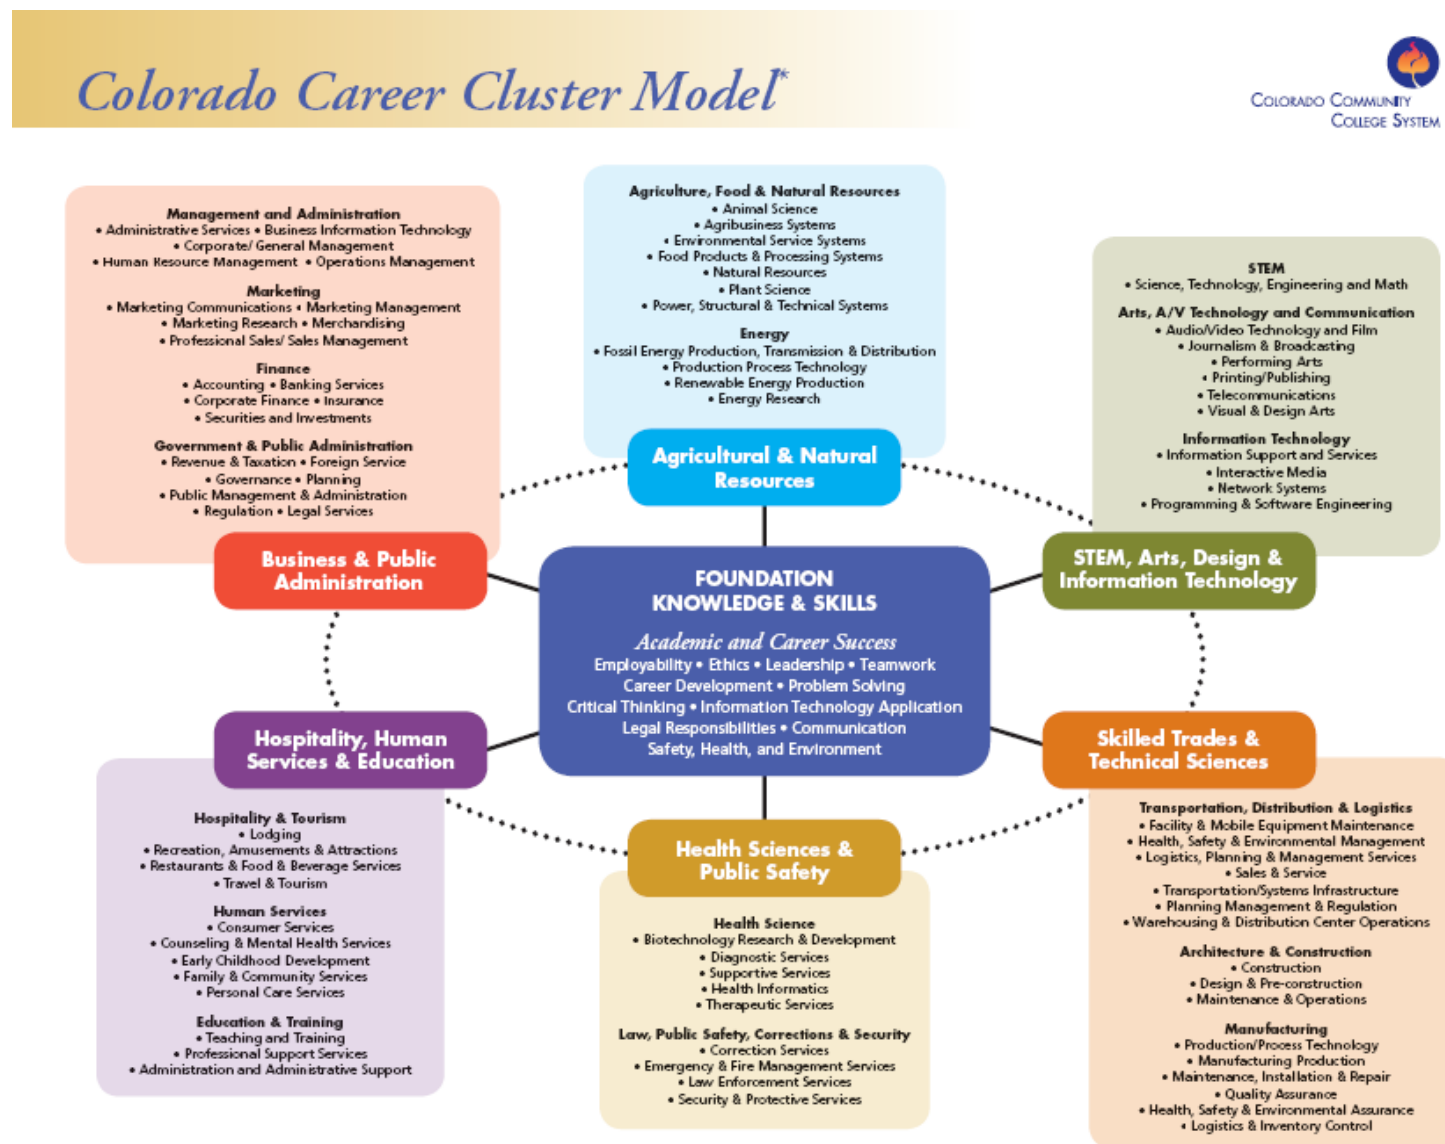 Colorado Career Cluster Model*
COLORADO COMMUNITY
COLLEGE SYSTEM
Management and Administration
• Administrative Services • Business Information Technology
• Corporate/ General Management
• Human Resource Management • Operations Management
Marketing
• Marketing Communications • Marketing Management
• Marketing Research • Merchandising
• Professional Sales/ Sales Management
Finance
• Accounting • Banking Services
• Corporate Finance • Insurance
• Securities and Investments
Government & Public Administration
• Revenue & Taxation • Foreign Service
• Governance • Planning
• Public Management & Administration
• Regulation • Legal Services
Business & Public
Administration
Agriculture, Food & Natural Resources
• Animal Science
• Agribusiness Systems
• Environmental Service Systems
• Food Products & Processing Systems
• Natural Resources
• Plant Science
• Power, Structural & Technical Systems
Energy
• Fossil Energy Production, Transmission & Distribution
• Production Process Technology
• Renewable Energy Production
• Energy Research
Agricultural & Natural
Resources
STEM
• Science, Technology, Engineering and Math
Arts, A/V Technology and Communication
• Audio/Video Technology and Film
• Journalism & Broadcasting
• Performing Arts
• Printing/Publishing
• Telecommunications
• Visual & Design Arts
Information Technology
• Information Support and Services
• Interactive Media
• Network Systems
• Programming & Software Engineering
STEM, Arts, Design &
Information Technology
FOUNDATION
KNOWLEDGE & SKILLS
Academic and Career Success
Employability • Ethics • Leadership • Teamwork
Career Development • Problem Solving
Critical Thinking • Information Technology Application
Legal Responsibilities • Communication
Safety, Health, and Environment
Hospitality, Human
Services & Education
Hospitality & Tourism
• Lodging
• Recreation, Amusements & Attractions
• Restaurants & Food & Beverage Services
• Travel & Tourism
Human Services
• Consumer Services
• Counseling & Mental Health Services
• Early Childhood Development
• Family & Community Services
• Personal Care Services
Education & Training
• Teaching and Training
• Professional Support Services
• Administration and Administrative Support
Health Sciences &
Public Safety
Health Science
• Biotechnology Research & Development
• Diagnostic Services
• Supportive Services
• Health Informatics
• Therapeutic Services
Law, Public Safety, Corrections & Security
• Correction Services
• Emergency & Fire Management Services
• Law Enforcement Services
• Security & Protective Services
Skilled Trades &
Technical Sciences
Transportation, Distribution & Logistics
• Facility & Mobile Equipment Maintenance
• Health, Safety & Environmental Management
• Logistics, Planning & Management Services
• Sales & Service
• Transportation/Systems Infrastructure
• Planning Management & Regulation
• Warehousing & Distribution Center Operations
Architecture & Construction
• Construction
• Design & Pre-construction
• Maintenance & Operations
Manufacturing
• Production/Process Technology
• Manufacturing Production
• Maintenance, Installation & Repair
• Quality Assurance
• Health, Safety & Environmental Assurance
• Logistics & Inventory Control